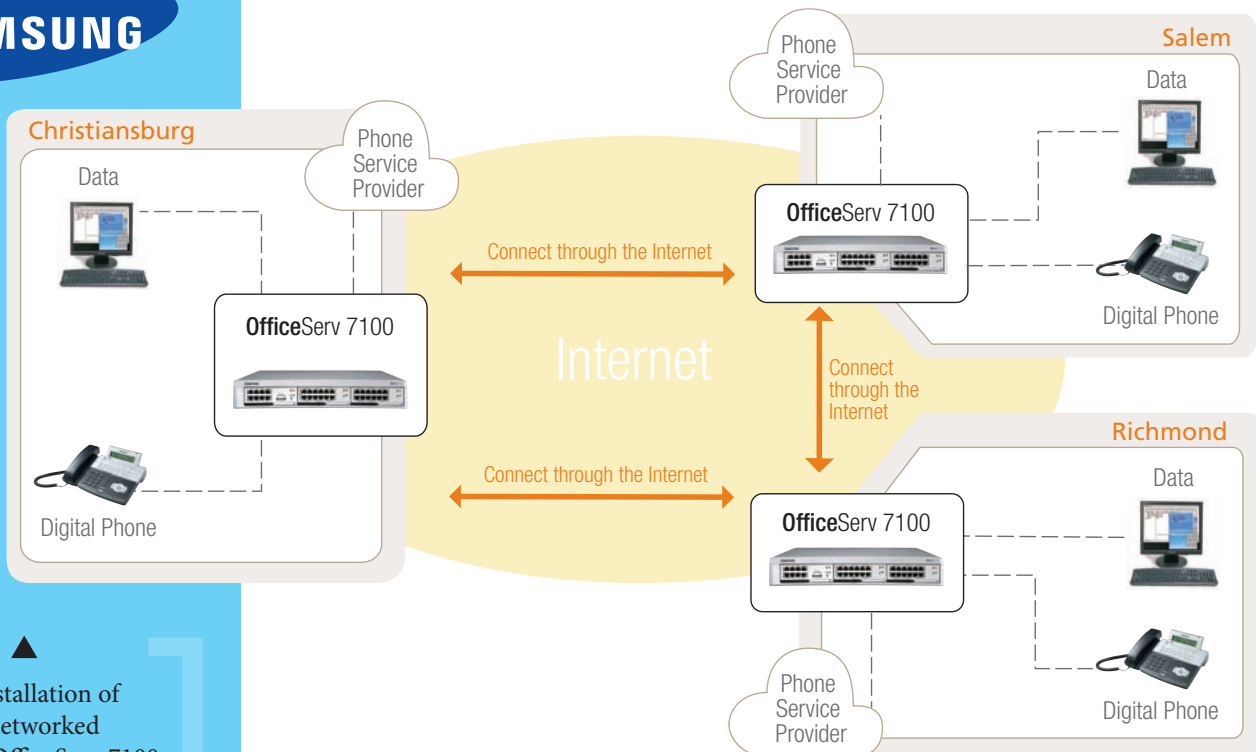 MSUNG
Christiansburg
Data
Phone
Service
Provider
OfficeServ 7100
Digital Phone
Connect through the Internet
Internet
Connect through the Internet
Connect
through the
Internet
Salem
Phone
Service
Provider
Data
OfficeServ 7100
Digital Phone
Richmond
Data
OfficeServ 7100
Phone
Service
Provider
Digital Phone
stallation of
etworked
7100
1